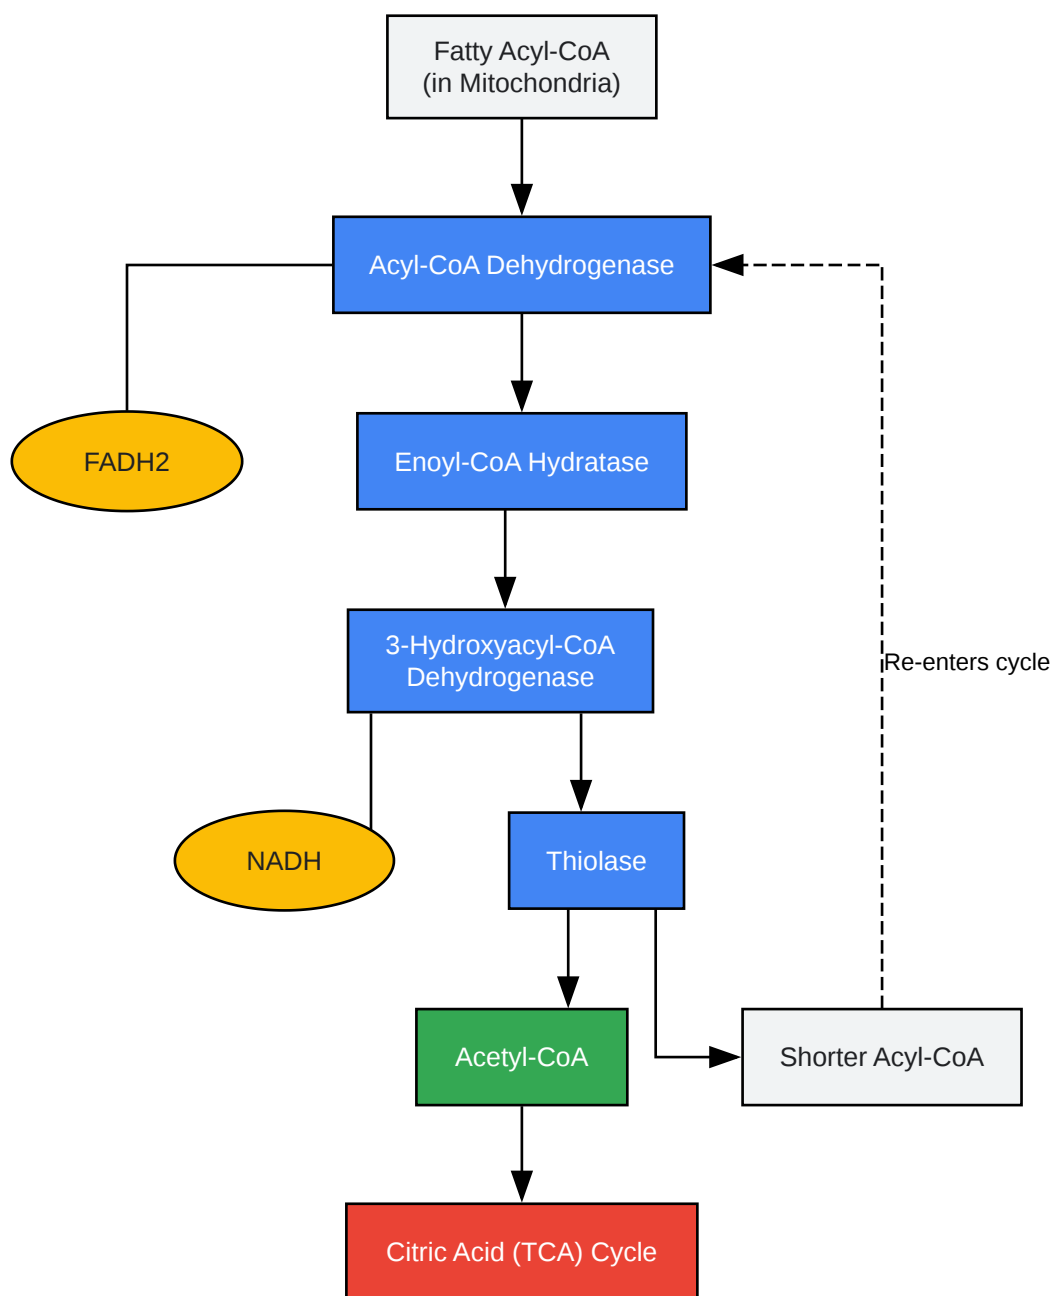 Fatty Acyl-CoA
(in Mitochondria)
Acyl-CoA Dehydrogenase
FADH2
Enoyl-CoA Hydratase
3-Hydroxyacyl-CoA
Dehydrogenase
Re-enters cycle
NADH
Thiolase
Acetyl-CoA
Shorter Acyl-CoA
Citric Acid (TCA) Cycle